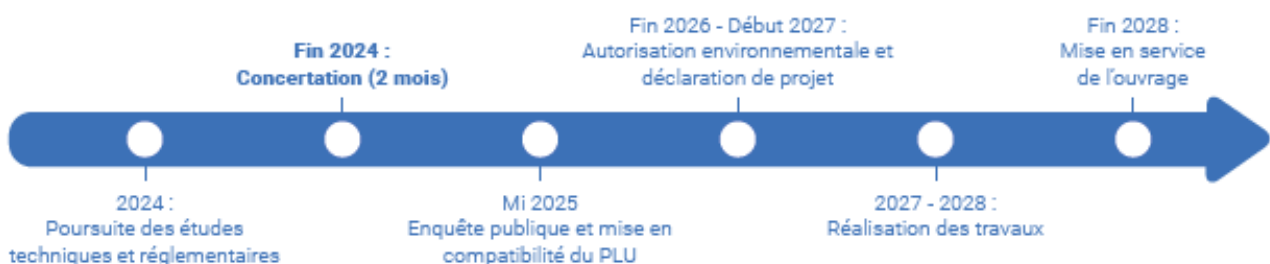 2024 :
Poursuite des études
techniques et réglementaires
Fin 2024 :
Concertation (2 mois)
Mi 2025
Enquête publique et mise en
compatibilité du PLU
Fin 2026 - Début 2027 :
Autorisation environnementale et
déclaration de projet
2027 - 2028 :
Réalisation des travaux
Fin 2028 :
Mise en service
de l'ouvrage